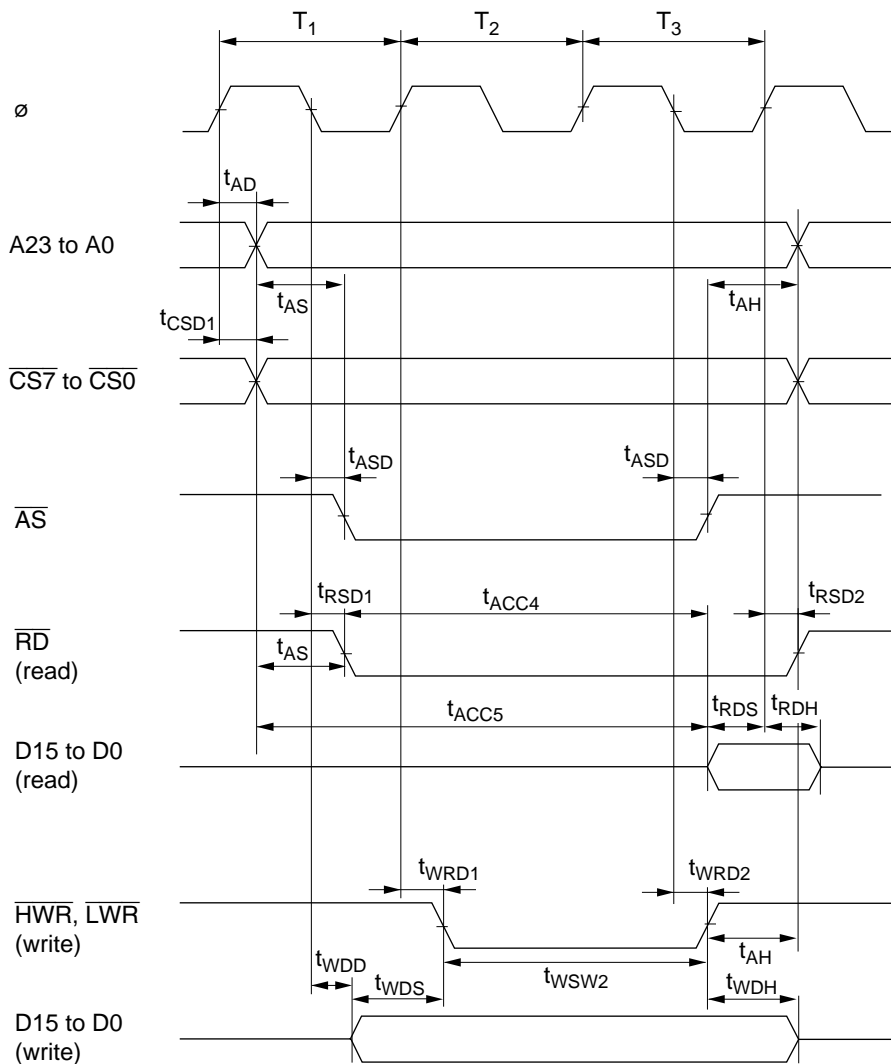 T1 T2 T3
ø
tAD
A23 to A0
tAS tAH
tCSD1
CS7 to CS0
tASD tASD
AS
tRSD1 tACC4 tRSD2
RD
(read)
tAS
tACC5 tRDS tRDH
D15 to D0
(read)
tWRD1 tWRD2
HWR, LWR
(write)
tAH
tWDD tWDS tWSW2 tWDH
D15 to D0
(write)